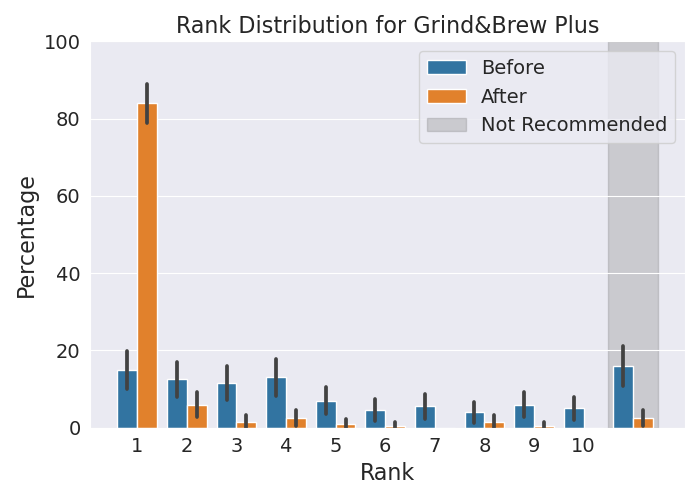 Rank Distribution for Grind&Brew Plus
100
80
60
40
20
0
Percentage
Before
After
Not Recommended
1 2 3 4 5 6 7 8 9 10
Rank